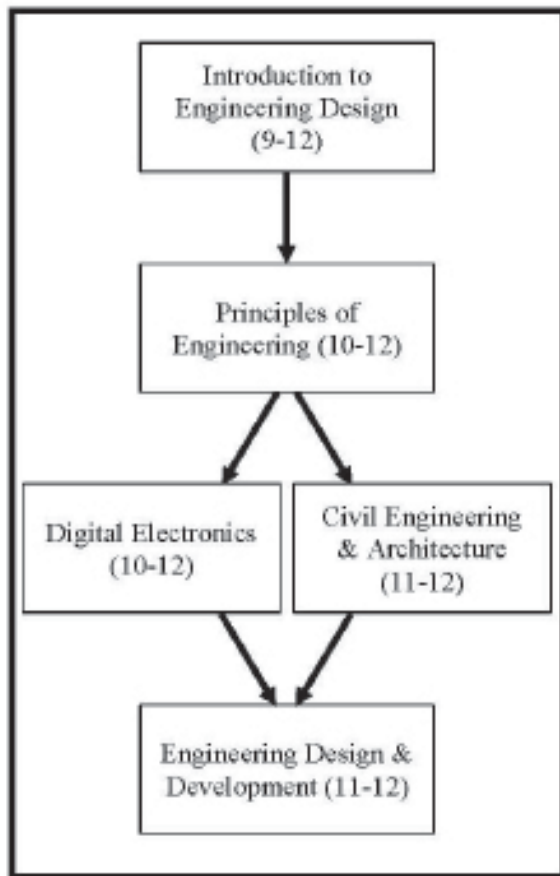 Introduction to
Engineering Design
(9-12)
Principles of
Engineering (10-12)
Digital Electronics
(10-12)
Civil Engineering
& Architecture
(11-12)
Engineering Design &
Development (11-12)